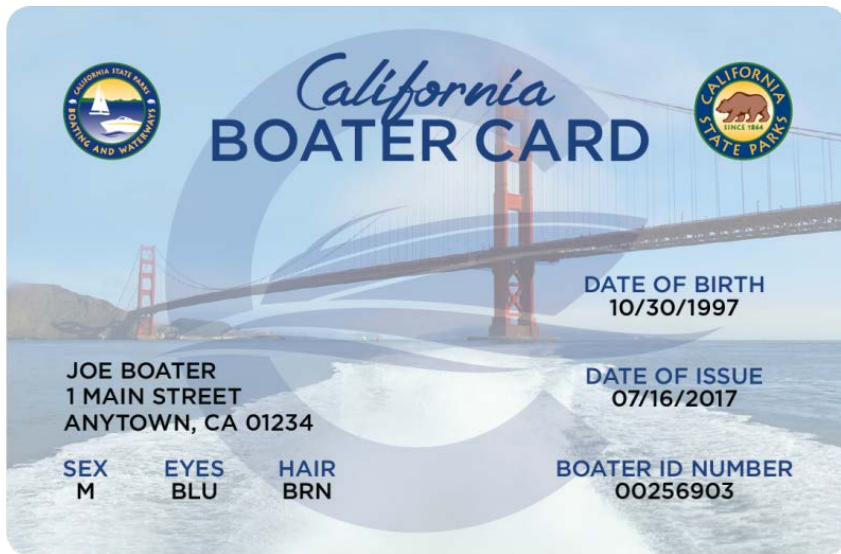 CALIFORNIA STATE PARKS
BOATING AND WATERWAYS
California
BOATER CARD
CALIFORNIA
STATE PARKS
SINCE 1864
DATE OF BIRTH
10/30/1997
JOE BOATER
1 MAIN STREET
ANYTOWN, CA 01234
DATE OF ISSUE
07/16/2017
SEX EYES HAIR
M BLU BRN
BOATER ID NUMBER
00256903